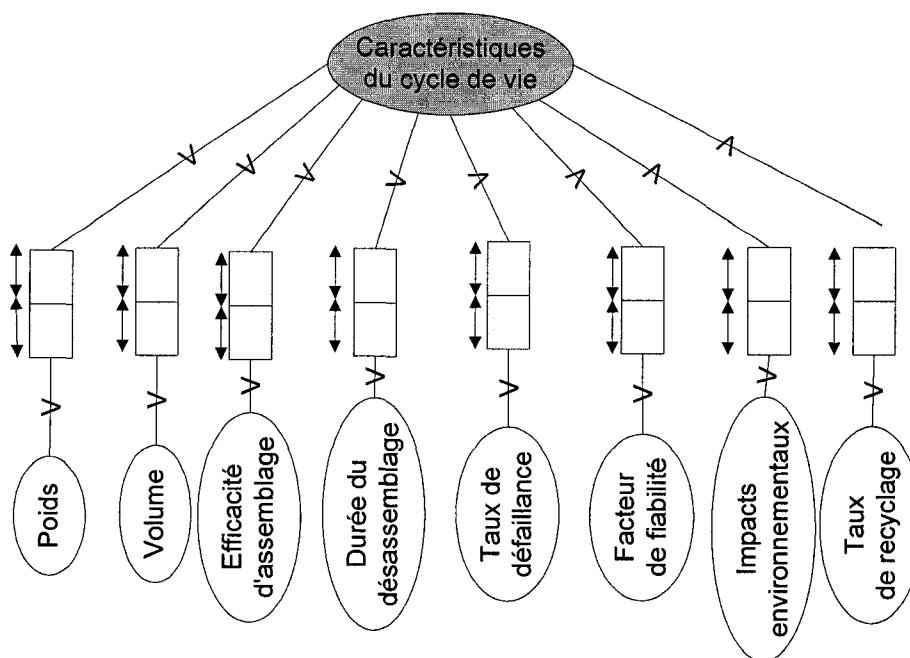 Caractéristiques
du cycle de vie
Poids
Volume
Efficacité
d'assemblage
Durée du
désassemblage
Taux de
défaillance
Facteur
de fiabilité
Impacts
environnementaux
Taux
de recyclage